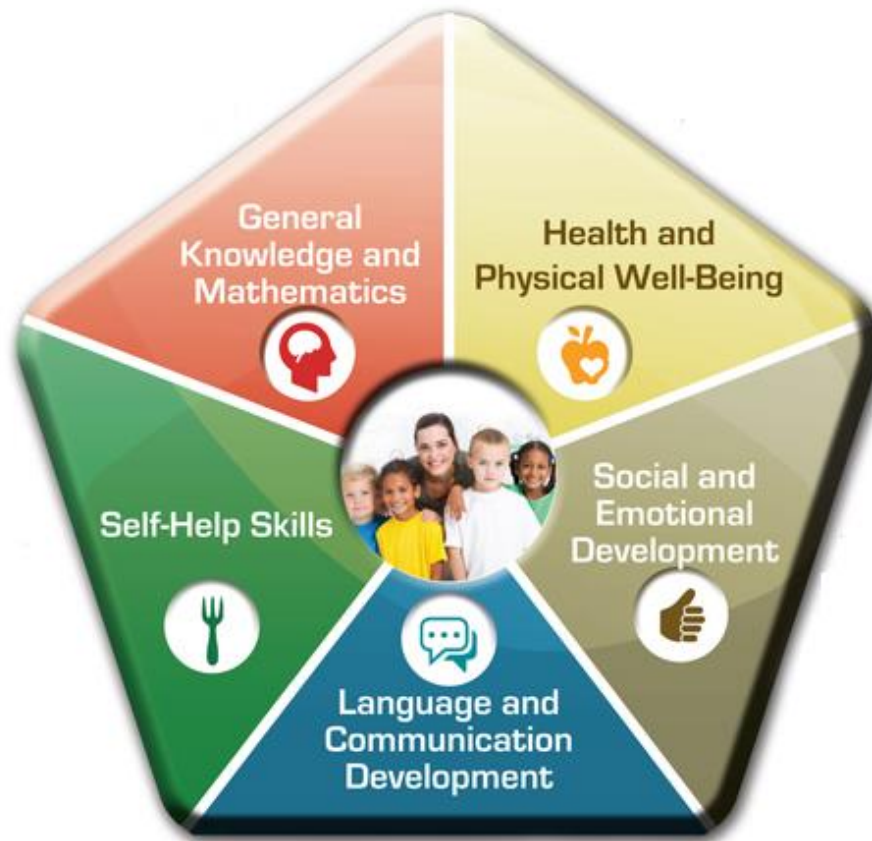 General
Knowledge and
Mathematics
Health and
Physical Well-Being
Social and
Emotional
Development
Self-Help Skills
Language and
Communication
Development